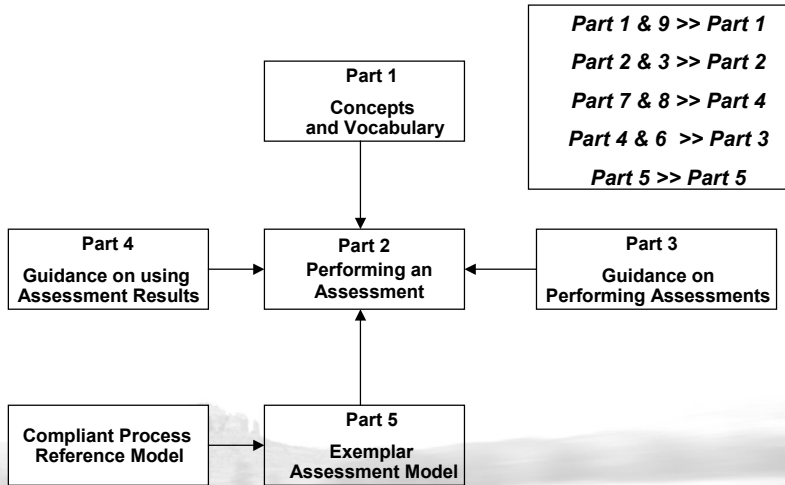 Part 1 & 9 >> Part 1
Part 2 & 3 >> Part 2
Part 7 & 8 >> Part 4
Part 4 & 6 >> Part 3
Part 5 >> Part 5
Part 1
Concepts
and Vocabulary
Part 4
Guidance on using
Assessment Results
Part 2
Performing an
Assessment
Part 3
Guidance on
Performing Assessments
Compliant Process
Reference Model
Part 5
Exemplar
Assessment Model